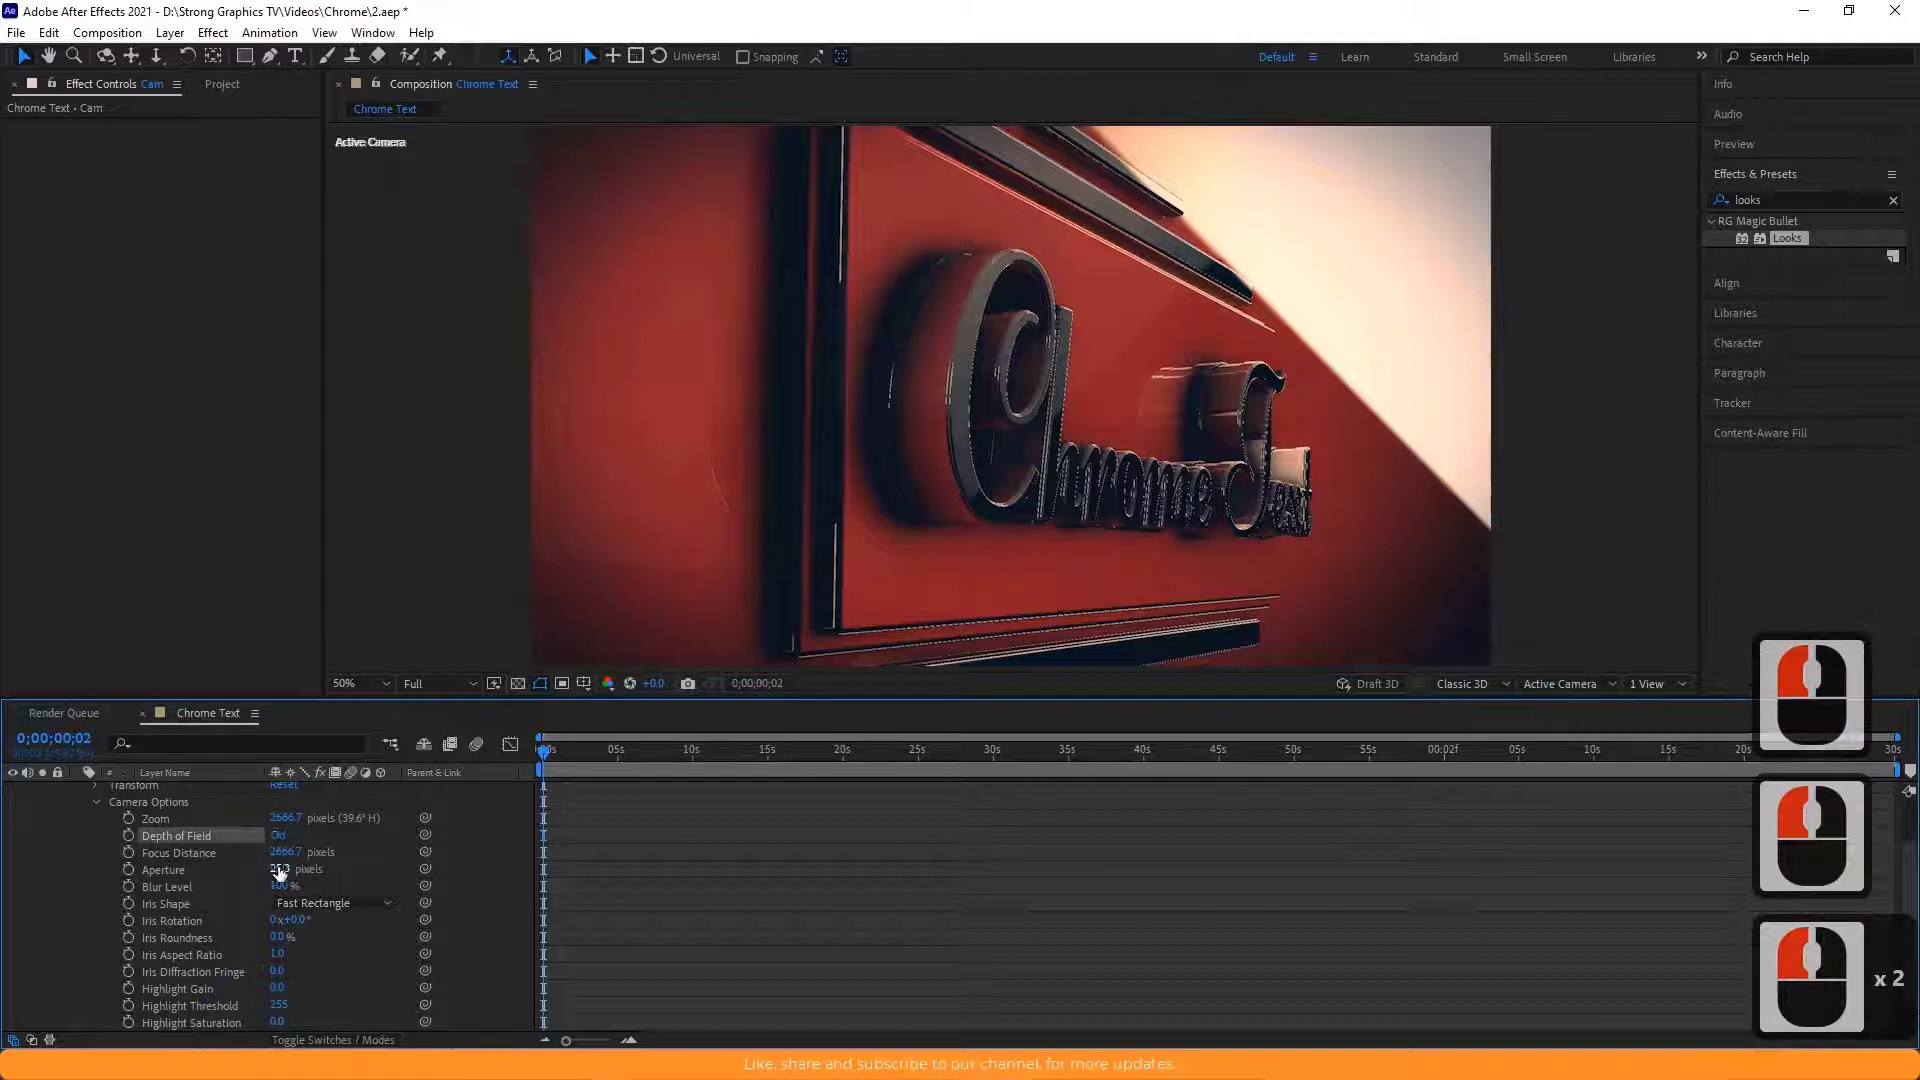 Adobe After Effects 2021 - D:\Strong Graphics TV\Videos\Chrome\2.aep *
File Edit Composition Layer Effect Animation View Window Help
Universal Snapping Default Learn Standard Small Screen Libraries Search Help
Effect Controls Cam Project
Composition Chrome Text
Chrome Text • Cam
Chrome Text
Active Camera
Chrome Text
Info
Audio
Preview
Effects & Presets
looks
RG Magic Bullet
Looks
Align
Libraries
Character
Paragraph
Tracker
Content-Aware Fill
50% Full +0.0 0;00;00;02 Draft 3D Classic 3D Active Camera 1 View
Render Queue Chrome Text
0;00;00;02
05s 10s 15s 20s 25s 30s 35s 40s 45s 50s 55s 00:02f 05s 10s 15s 20s 30s
# Layer Name Parent & Link
Transform Reset
Camera Options
Zoom 2666.7 pixels (39.6° H)
Depth of Field
Focus Distance 2666.7 pixels
Aperture pixels
Blur Level 100 %
Iris Shape Fast Rectangle
Iris Rotation 0 x+0.0°
Iris Roundness 0.0 %
Iris Aspect Ratio 1.0
Iris Diffraction Fringe 0.0
Highlight Gain 0.0
Highlight Threshold 255
Highlight Saturation 0.0
Toggle Switches / Modes
x 2
Like, share and subscribe to our channel, for more updates.